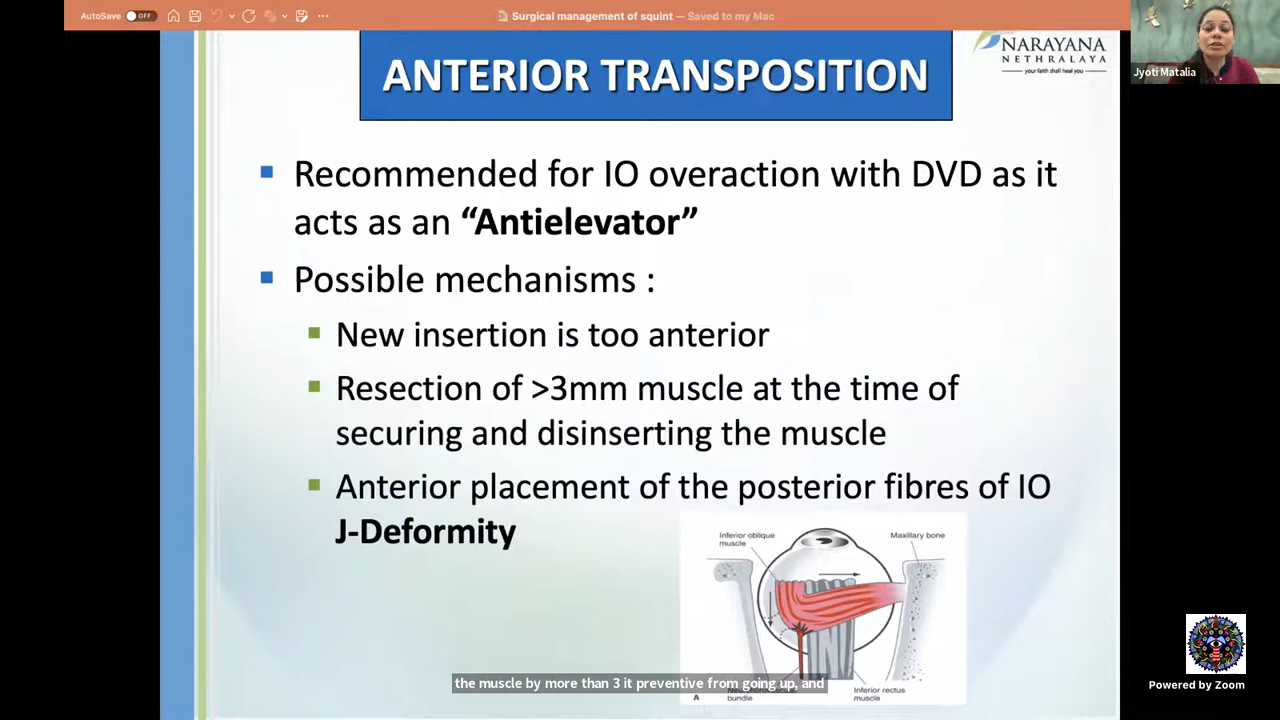 AutoSave OFF
Surgical management of squint — Saved to my Mac
Jyoti Matalia
NARAYANA
NETHRALAYA
your faith shall heal you
ANTERIOR TRANSPOSITION
Recommended for IO overaction with DVD as it
acts as an “Antielevator”
Possible mechanisms :
New insertion is too anterior
Resection of >3mm muscle at the time of
securing and disinserting the muscle
Anterior placement of the posterior fibres of IO
J-Deformity
Inferior oblique
muscle
Maxillary bone
the muscle by more than 3 it preventive from going up, and
bundle
Inferior rectus
muscle
A
Powered by Zoom